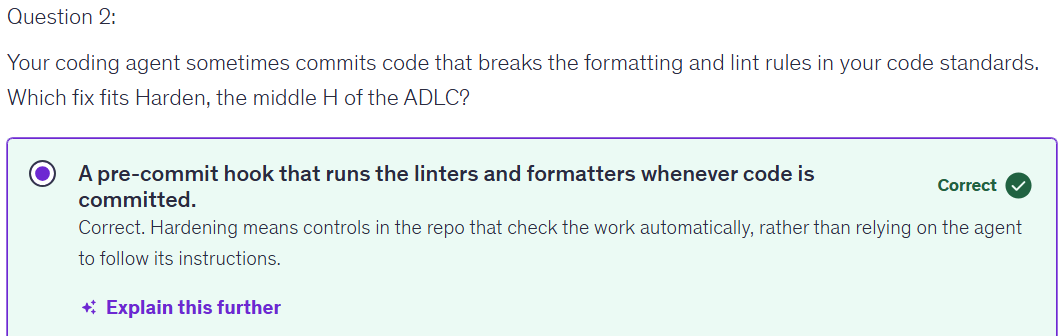 Question 2:
Your coding agent sometimes commits code that breaks the formatting and lint rules in your code standards.
Which fix fits Harden, the middle H of the ADLC?
A pre-commit hook that runs the linters and formatters whenever code is
committed.
Correct
Correct. Hardening means controls in the repo that check the work automatically, rather than relying on the agent
to follow its instructions.
Explain this further